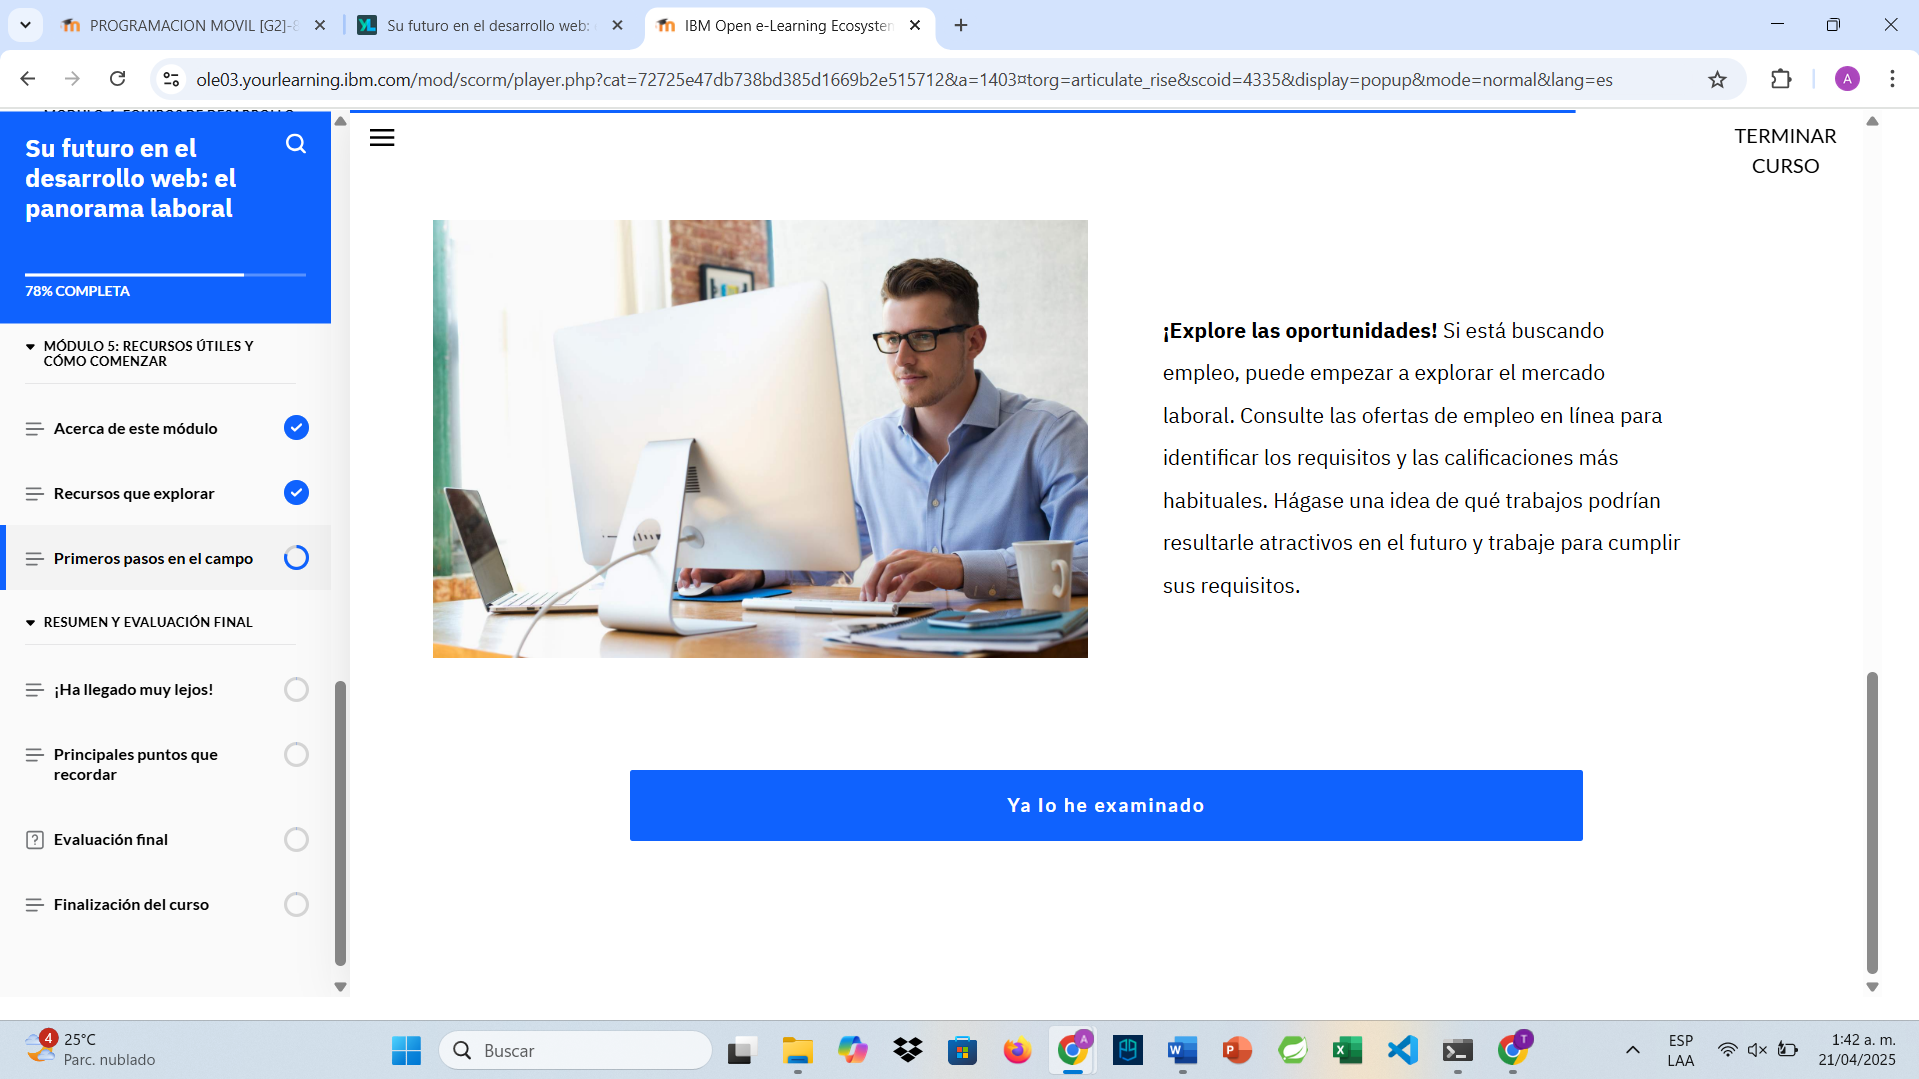 PROGRAMACION MOVIL [G2]-8
Su futuro en el desarrollo web:
IBM Open e-Learning Ecosystem
ole03.yourlearning.ibm.com/mod/scorm/player.php?cat=72725e47db738bd385d1669b2e515712&a=1403¤torg=articulate_rise&scoid=4335&display=popup&mode=normal&lang=es
A
Su futuro en el
desarrollo web: el
panorama laboral
78% COMPLETA
MÓDULO 5: RECURSOS ÚTILES Y
CÓMO COMENZAR
Acerca de este módulo
Recursos que explorar
Primeros pasos en el campo
RESUMEN Y EVALUACIÓN FINAL
¡Ha llegado muy lejos!
Principales puntos que
recordar
Evaluación final
Finalización del curso
TERMINAR
CURSO
¡Explore las oportunidades! Si está buscando
empleo, puede empezar a explorar el mercado
laboral. Consulte las ofertas de empleo en línea para
identificar los requisitos y las calificaciones más
habituales. Hágase una idea de qué trabajos podrían
resultarle atractivos en el futuro y trabaje para cumplir
sus requisitos.
Ya lo he examinado
4
25°C
Parc. nublado
Buscar
A
T
ESP
LAA
1:42 a. m.
21/04/2025